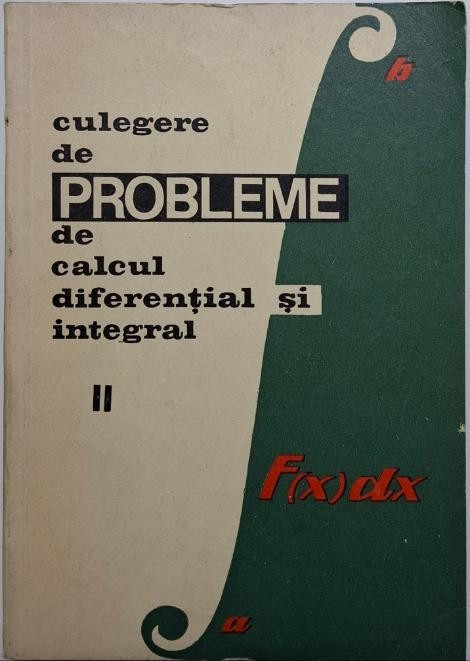 b
culegere
de
PROBLEME
de
calcul
diferențial și
integral
II
F(x)dx
a